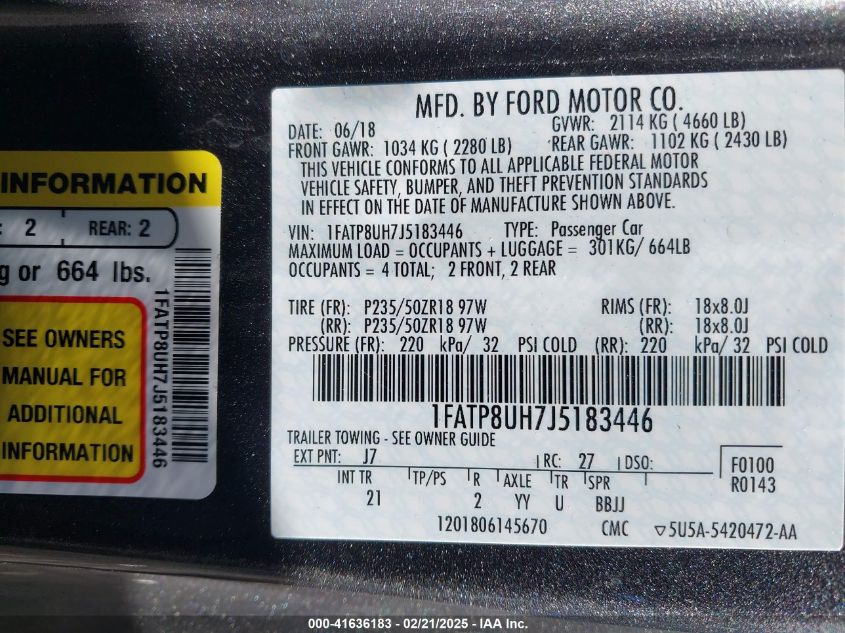 INFORMATION
: 2 REAR: 2
g or 664 lbs.
SEE OWNERS
MANUAL FOR
ADDITIONAL
INFORMATION
1FATP8UH7J5183446
MFD. BY FORD MOTOR CO.
DATE: 06/18 GVWR: 2114 KG ( 4660 LB)
FRONT GAWR: 1034 KG ( 2280 LB) REAR GAWR: 1102 KG ( 2430 LB)
THIS VEHICLE CONFORMS TO ALL APPLICABLE FEDERAL MOTOR
VEHICLE SAFETY, BUMPER, AND THEFT PREVENTION STANDARDS
IN EFFECT ON THE DATE OF MANUFACTURE SHOWN ABOVE.
VIN: 1FATP8UH7J5183446 TYPE: Passenger Car
MAXIMUM LOAD = OCCUPANTS + LUGGAGE = 301KG/ 664LB
OCCUPANTS = 4 TOTAL; 2 FRONT, 2 REAR
TIRE (FR): P235/50ZR18 97W RIMS (FR): 18x8.0J
(RR): P235/50ZR18 97W (RR): 18x8.0J
PRESSURE (FR): 220 kPa/ 32 PSI COLD (RR): 220 kPa/ 32 PSI COLD
1FATP8UH7J5183446
TRAILER TOWING - SEE OWNER GUIDE
EXT PNT: J7 RC: 27 DSO: F0100
INT TR TP/PS R AXLE TR SPR R0143
21 2 YY U BBJJ
1201806145670 CMC ▽5U5A-5420472-AA
000-41636183 - 02/21/2025 - IAA Inc.